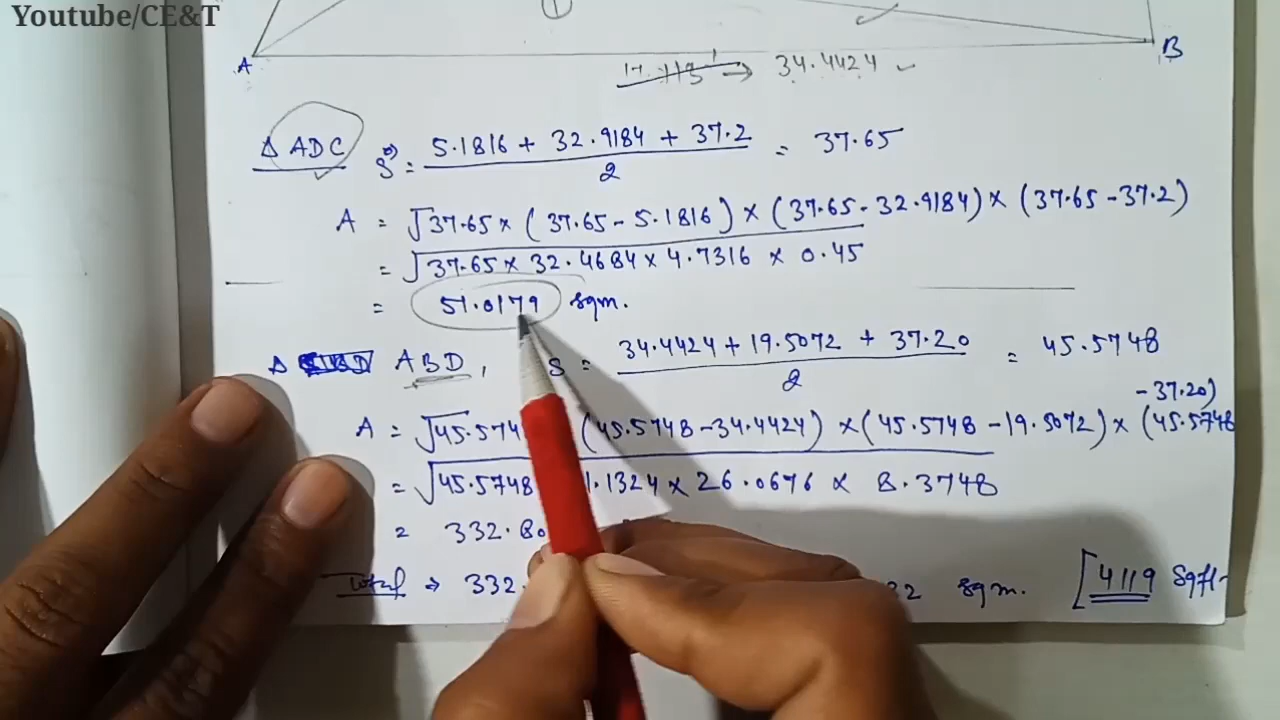 Youtube/CE&T
①
A
B
→ 34.4424
Δ ADC S = 5.1816 + 32.9184 + 37.2 / 2 = 37.65
A = √37.65 × (37.65 - 5.1816) × (37.65 - 32.9184) × (37.65 - 37.2)
= √37.65 × 32.4684 × 4.7316 × 0.45
= 51.0179 sqm.
Δ ABD, S = 34.4424 + 19.5072 + 37.20 / 2 = 45.5748
A = √45.574 (45.5748 - 34.4424) × (45.5748 - 19.5072) × (45.5748 - 37.20)
= √45.5748 1.1324 × 26.0676 × 8.3748
= 332.80
Total → 332. 32 sqm. [4119 Sqft-